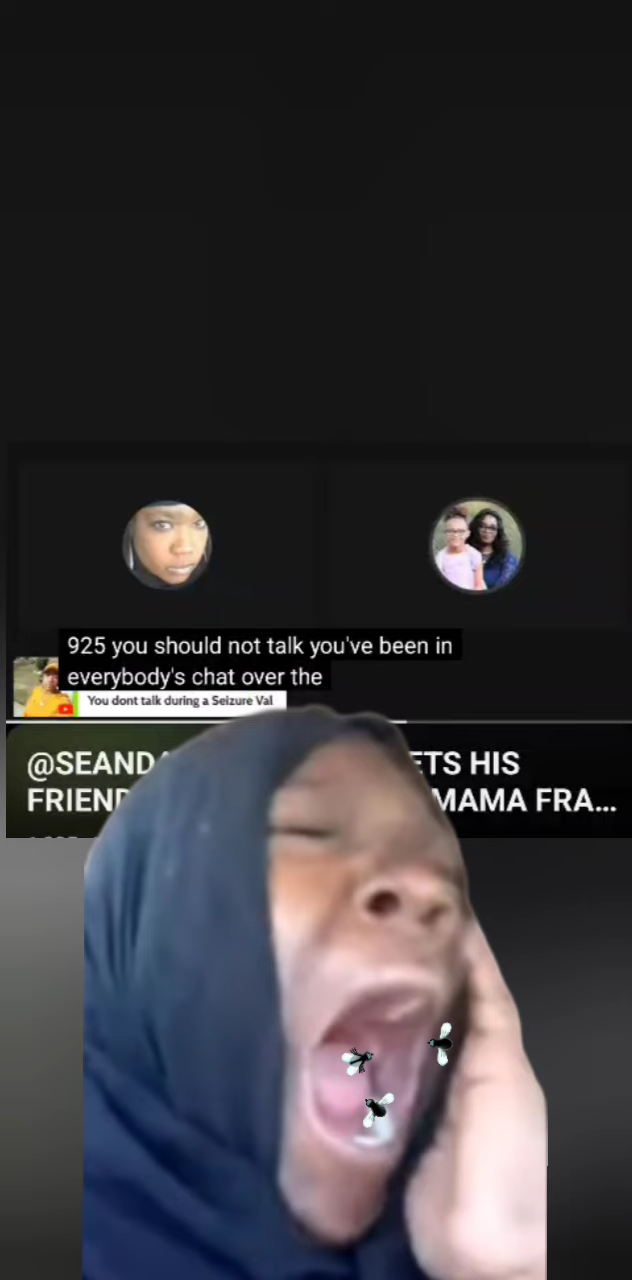 925 you should not talk you've been in
everybody's chat over the
You dont talk during a Seizure Val
@SEANDA ETS HIS
FRIEND MAMA FRA...